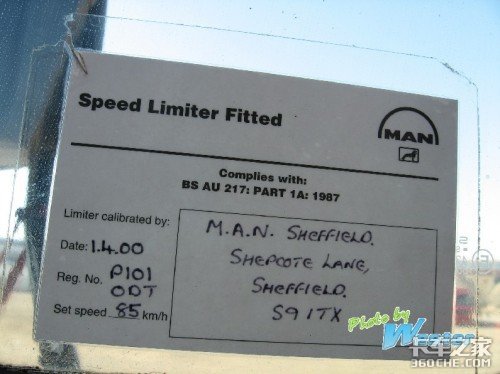 Speed Limiter Fitted
MAN
Complies with:
BS AU 217: PART 1A: 1987
Limiter calibrated by:
M.A.N. SHEFFIELD.
SHEPCOTE LANE,
SHEFFIELD.
S9 1TX
Date: 1.4.00
Reg. No. P101
ODT
Set speed 85 km/h
Photo by
卡车之家
360che.com